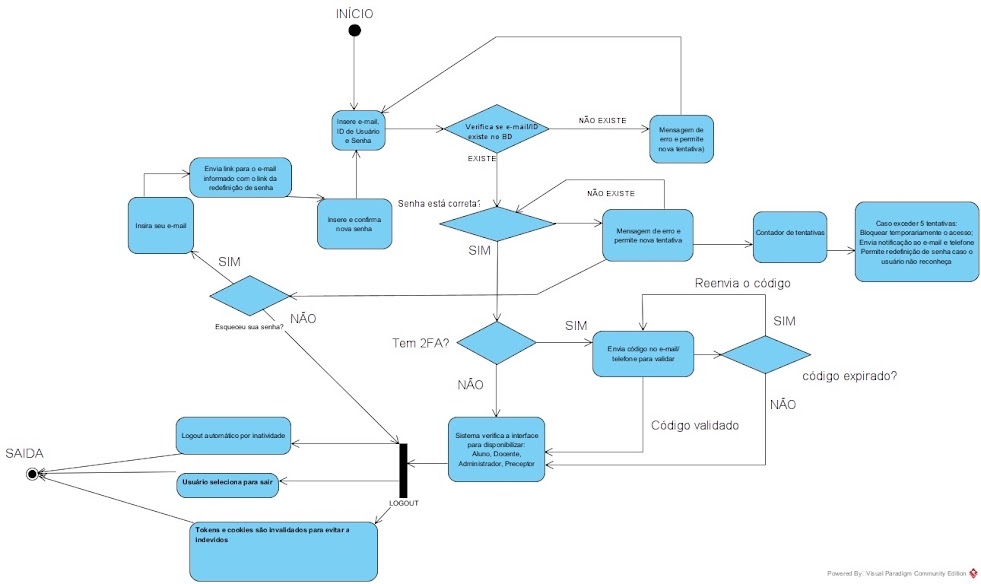 INÍCIO
Insere e-mail,
ID de Usuário
e Senha
Verifica se e-mail/ID
existe no BD
NÃO EXISTE
Mensagem de
erro e permite
nova tentativa)
EXISTE
Envia link para o e-mail
informado com o link da
redefinição de senha
Insira seu e-mail
Insere e confirma
nova senha
Senha está correta?
NÃO EXISTE
Mensagem de erro e
permite nova tentativa
Contador de tentativas
Caso exceder 5 tentativas:
Bloquear temporariamente o acesso;
Envia notificação ao e-mail e telefone
Permite redefinição de senha caso o
usuário não reconheça
SIM
SIM
Esqueceu sua senha?
NÃO
Reenvia o código
Tem 2FA?
SIM
Envia código no e-mail/
telefone para validar
SIM
código expirado?
NÃO
NÃO
Código validado
Sistema verifica a interface
para disponibilizar:
Aluno, Docente,
Administrador, Preceptor
Logout automático por inatividade
SAIDA
Usuário seleciona para sair
LOGOUT
Tokens e cookies são invalidados para evitar a
indevidos
Powered By: Visual Paradigm Community Edition